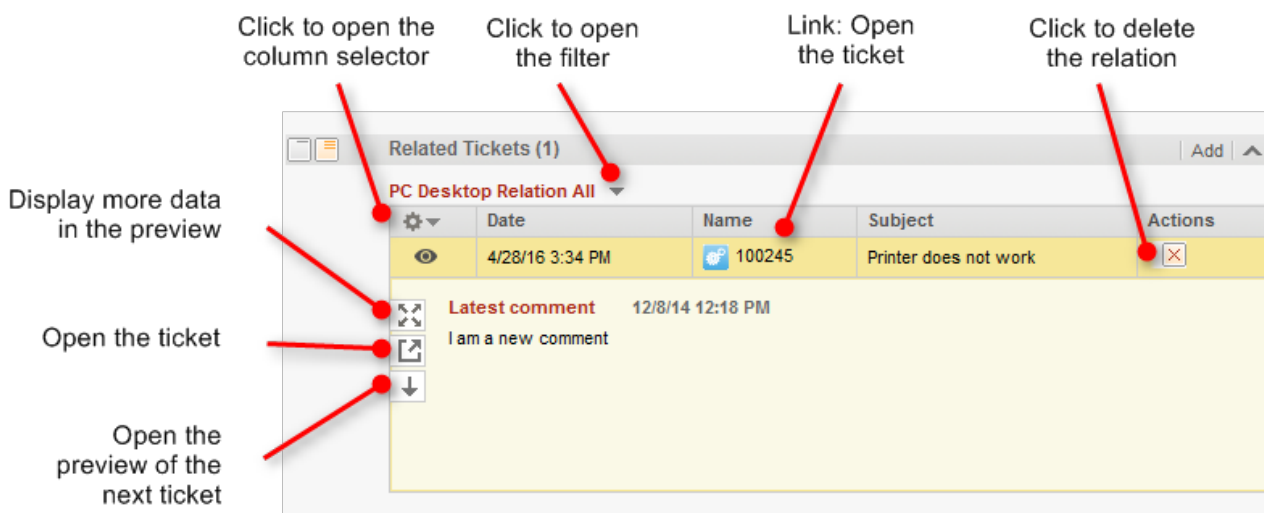 Click to open the
column selector
Click to open
the filter
Link: Open
the ticket
Click to delete
the relation
Related Tickets (1)
Add
PC Desktop Relation All
Date Name Subject Actions
4/28/16 3:34 PM 100245 Printer does not work
Display more data
in the preview
Latest comment 12/8/14 12:18 PM
I am a new comment
Open the ticket
Open the
preview of the
next ticket